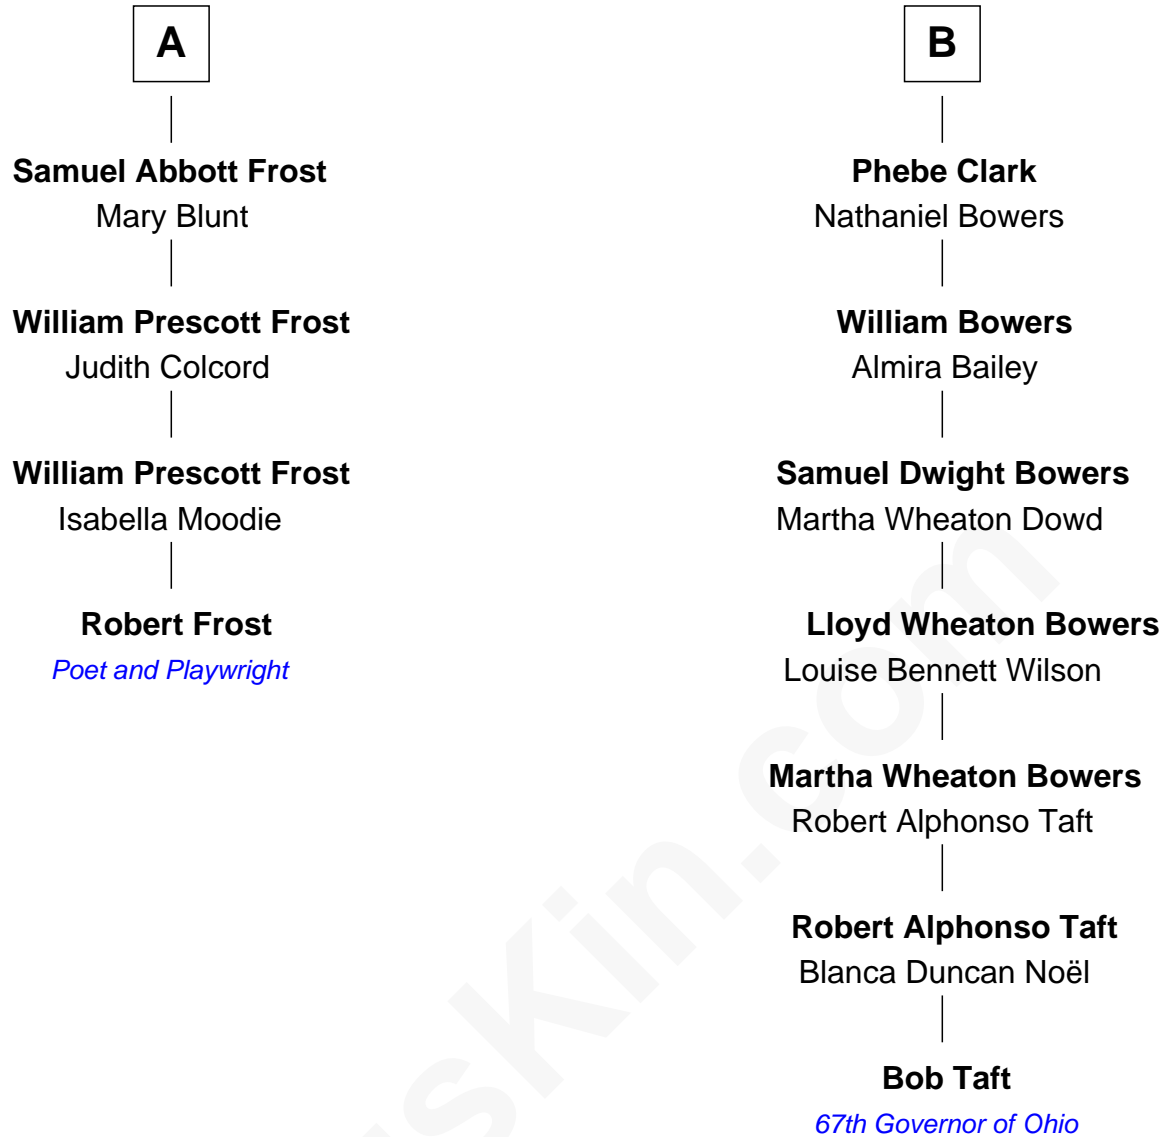 A
Samuel Abbott Frost
Mary Blunt
William Prescott Frost
Judith Colcord
William Prescott Frost
Isabella Moodie
Robert Frost
Poet and Playwright
B
Phebe Clark
Nathaniel Bowers
William Bowers
Almira Bailey
Samuel Dwight Bowers
Martha Wheaton Dowd
Lloyd Wheaton Bowers
Louise Bennett Wilson
Martha Wheaton Bowers
Robert Alphonso Taft
Robert Alphonso Taft
Blanca Duncan Noël
Bob Taft
67th Governor of Ohio
sKin.com